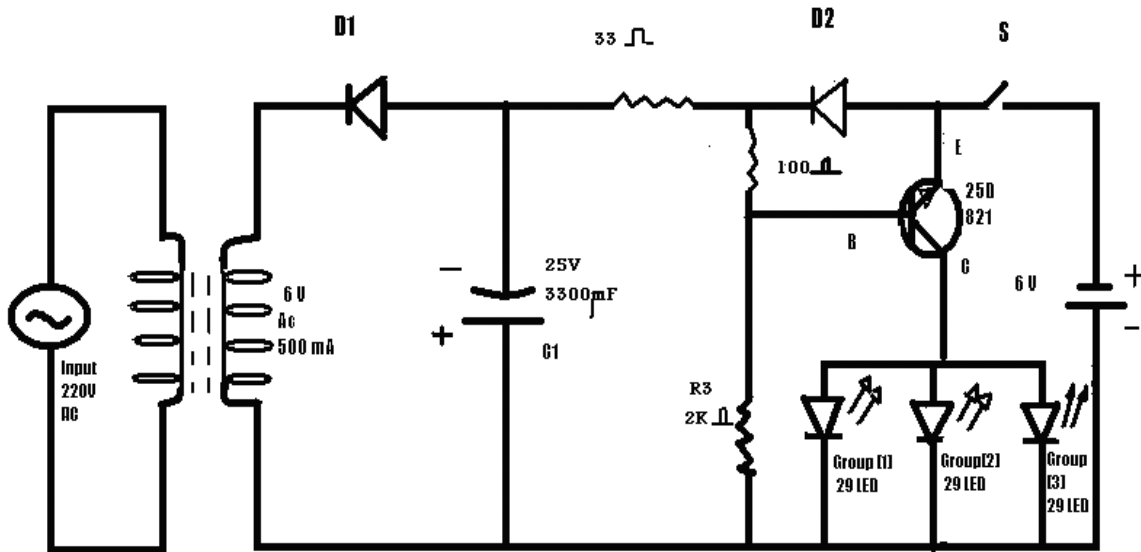 D1
33
D2
S
100
E
25D
821
B
C
6 V
Ac
500 mA
25V
3300mF
C1
6 V
Input
220V
AC
R3
2K
Group [1]
29 LED
Group[2]
29 LED
Group
[3]
29 LED